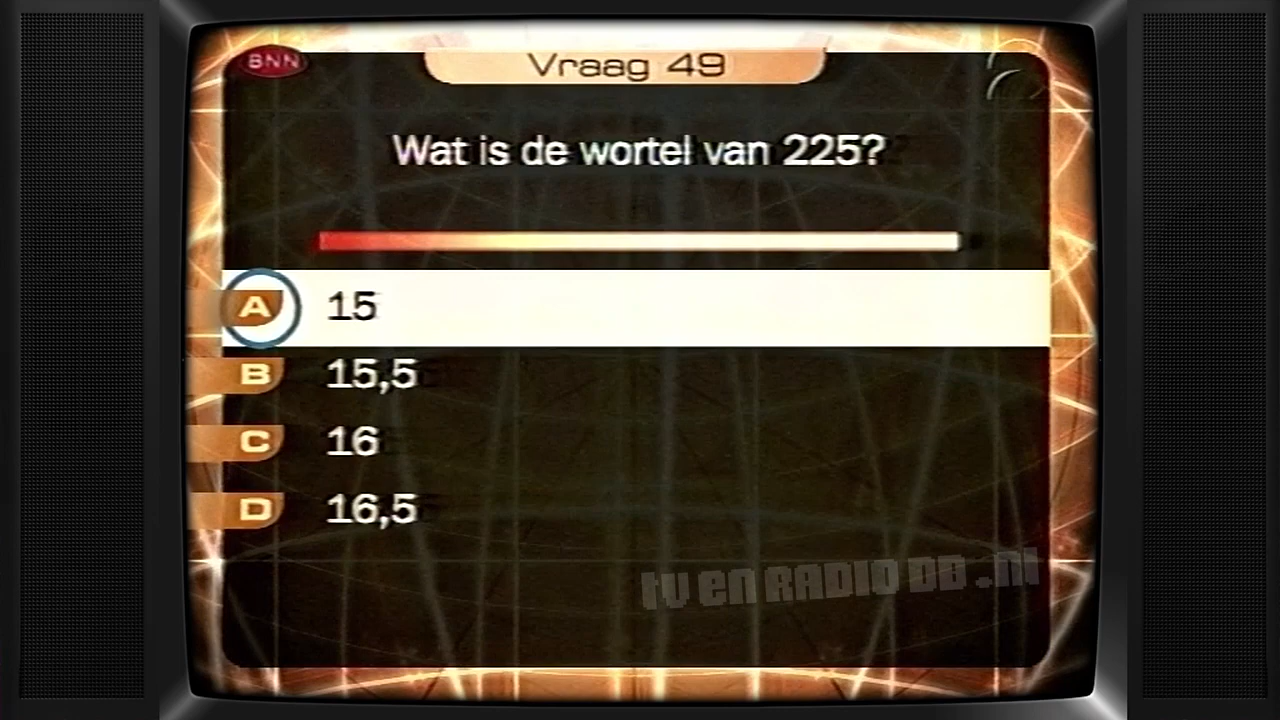 BNN
Vraag 49
Wat is de wortel van 225?
A 15
B 15,5
C 16
D 16,5
tv en RADIO DB .nl